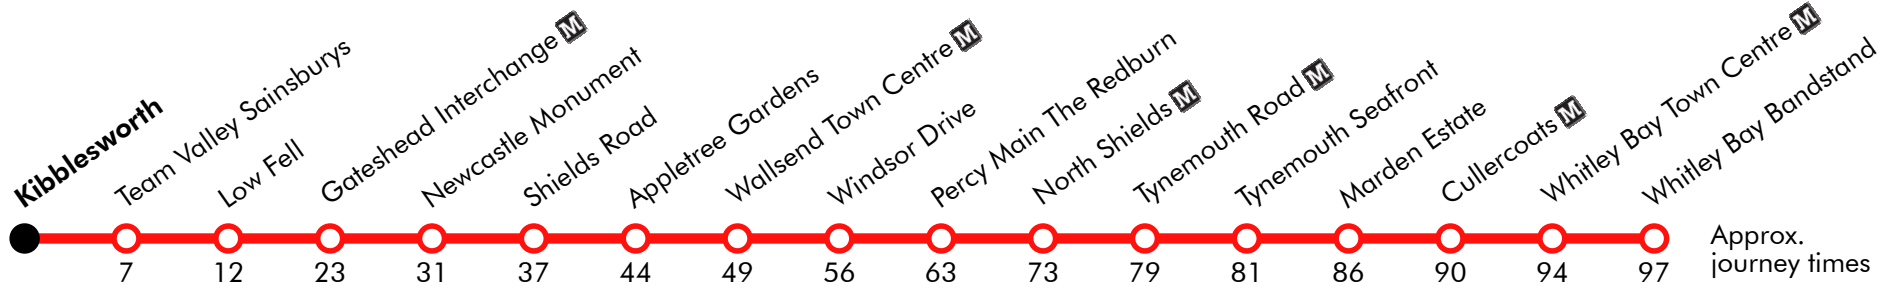 Kibblesworth
Team Valley Sainsburys
Low Fell
Gateshead Interchange M
Newcastle Monument
Shields Road
Appletree Gardens
Wallsend Town Centre M
Windsor Drive
Percy Main The Redburn
North Shields M
Tynemouth Road M
Tynemouth Seafront
Marden Estate
Cullercoats M
Whitley Bay Town Centre M
Whitley Bay Bandstand
7 12 23 31 37 44 49 56 63 73 79 81 86 90 94 97
Approx.
journey times